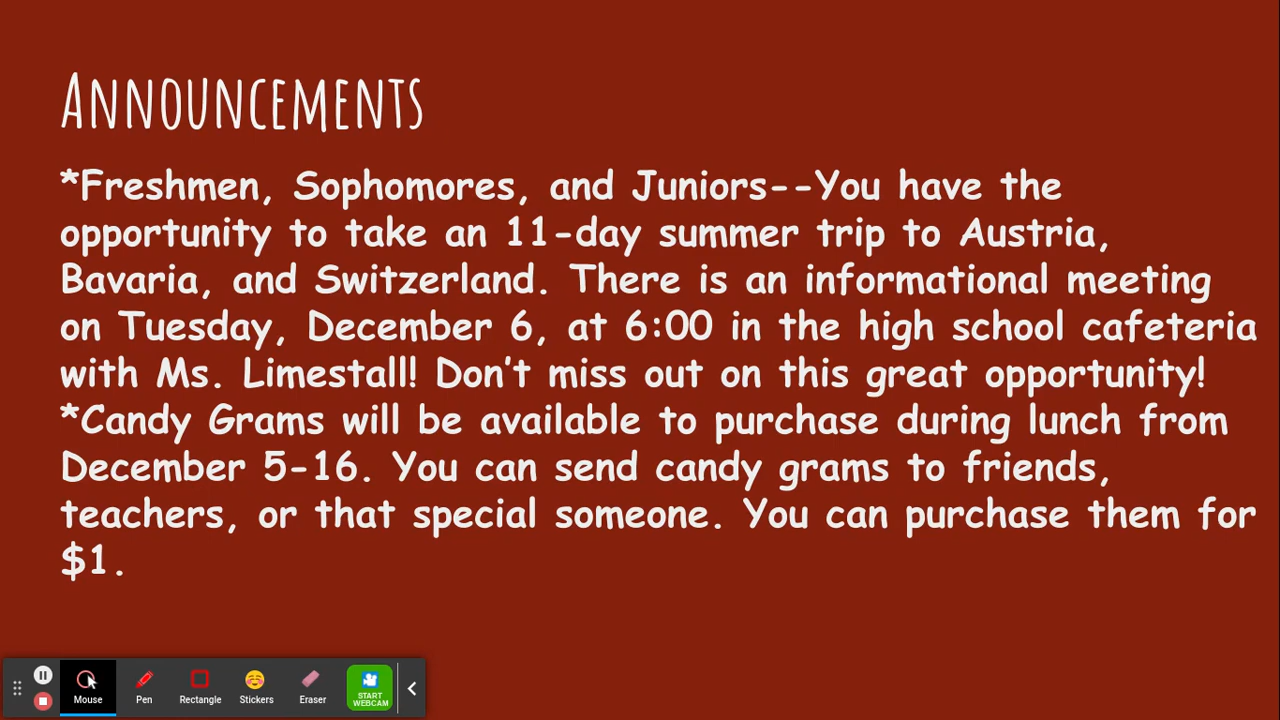 Announcements
*Freshmen, Sophomores, and Juniors--You have the
opportunity to take an 11-day summer trip to Austria,
Bavaria, and Switzerland. There is an informational meeting
on Tuesday, December 6, at 6:00 in the high school cafeteria
with Ms. Limestall! Don't miss out on this great opportunity!
*Candy Grams will be available to purchase during lunch from
December 5-16. You can send candy grams to friends,
teachers, or that special someone. You can purchase them for
$1.
Mouse Pen Rectangle Stickers Eraser START
WEBCAM